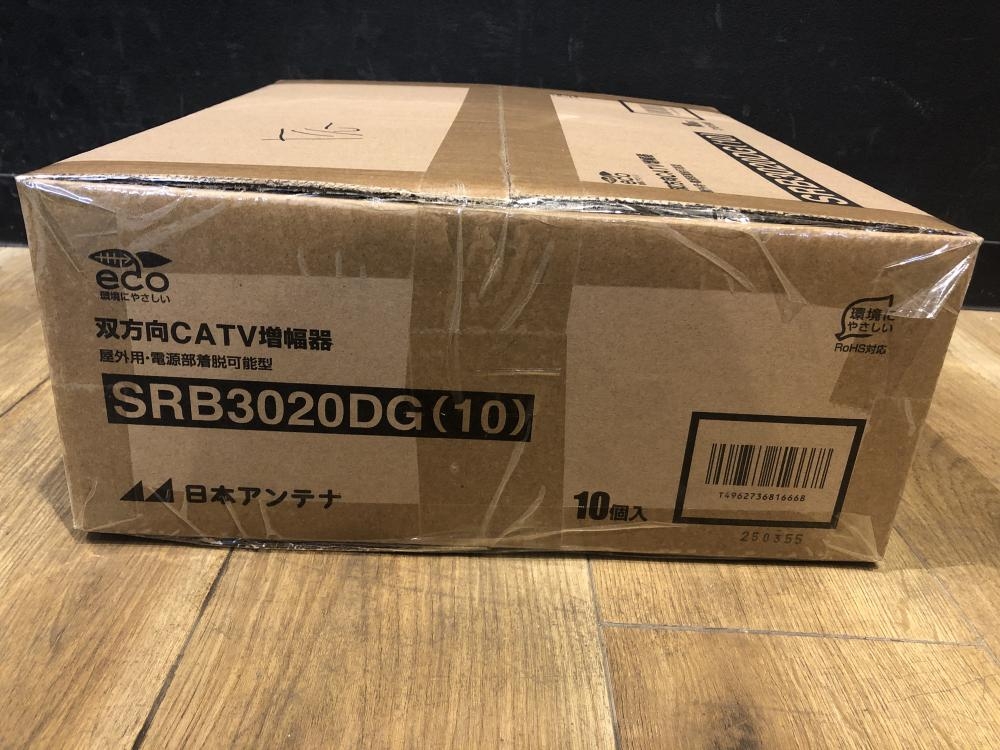 eco
環境にやさしい
双方向CATV増幅器
屋外用・電源部着脱可能型
SRB3020DG(10)
日本アンテナ
10個入
環境に
やさしい
RoHS対応
T4962736816668
250355
eco